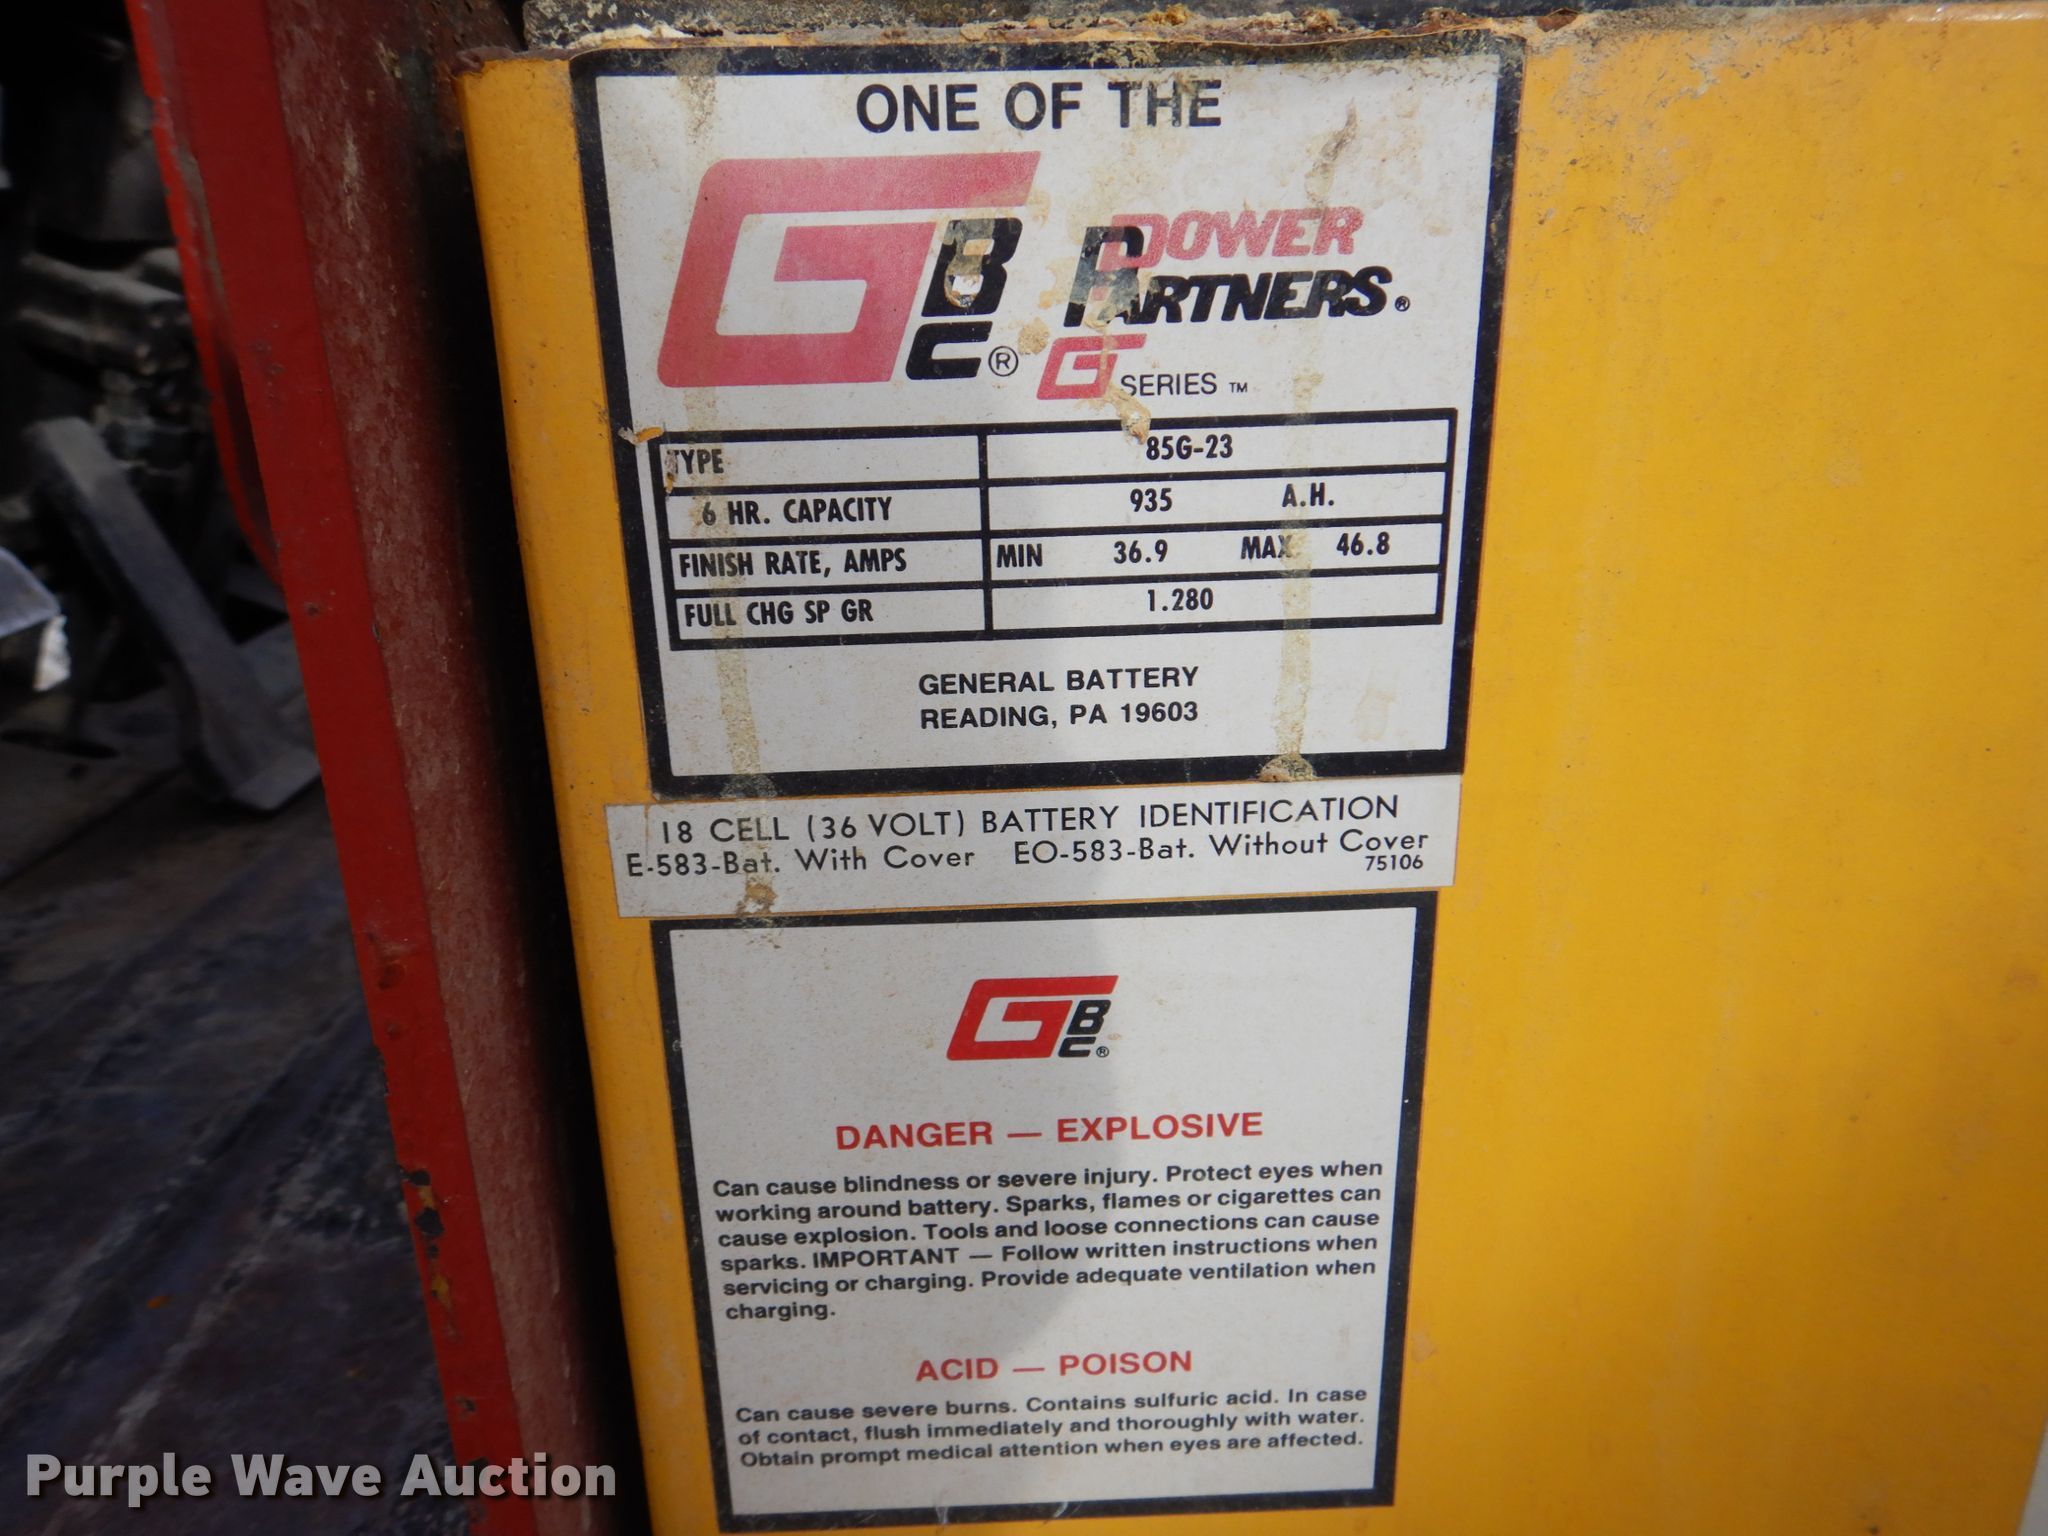 ONE OF THE
GBC® POWER
PARTNERS®
G SERIES™
TYPE 85G-23
6 HR. CAPACITY 935 A.H.
FINISH RATE, AMPS MIN 36.9 MAX 46.8
FULL CHG SP GR 1.280
GENERAL BATTERY
READING, PA 19603
18 CELL (36 VOLT) BATTERY IDENTIFICATION
E-583-Bat. With Cover EO-583-Bat. Without Cover
75106
GBC®
DANGER — EXPLOSIVE
Can cause blindness or severe injury. Protect eyes when
working around battery. Sparks, flames or cigarettes can
cause explosion. Tools and loose connections can cause
sparks. IMPORTANT — Follow written instructions when
servicing or charging. Provide adequate ventilation when
charging.
ACID — POISON
Can cause severe burns. Contains sulfuric acid. In case
of contact, flush immediately and thoroughly with water.
Obtain prompt medical attention when eyes are affected.
Purple Wave Auction